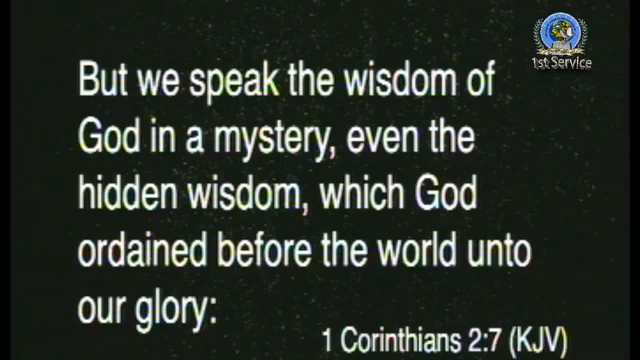 1st Service
But we speak the wisdom of
God in a mystery, even the
hidden wisdom, which God
ordained before the world unto
our glory:
1 Corinthians 2:7 (KJV)